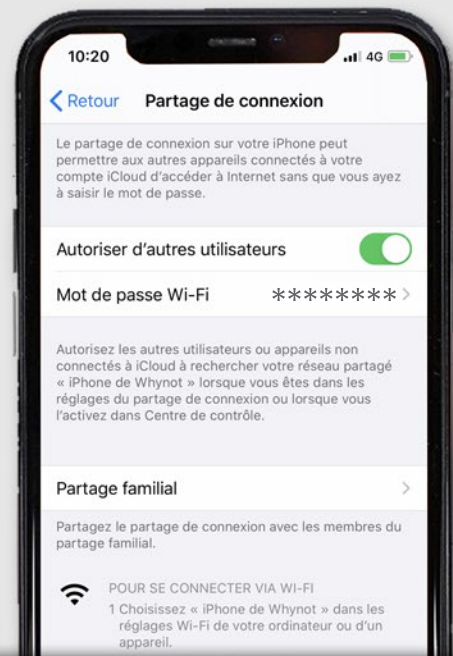 10:20
4G
Retour Partage de connexion
Le partage de connexion sur votre iPhone peut
permettre aux autres appareils connectés à votre
compte iCloud d'accéder à Internet sans que vous ayez
à saisir le mot de passe.
Autoriser d'autres utilisateurs
Mot de passe Wi-Fi ********
Autorisez les autres utilisateurs ou appareils non
connectés à iCloud à rechercher votre réseau partagé
« iPhone de Whynot » lorsque vous êtes dans les
réglages du partage de connexion ou lorsque vous
l'activez dans Centre de contrôle.
Partage familial
Partagez le partage de connexion avec les membres du
partage familial.
POUR SE CONNECTER VIA WI-FI
1 Choisissez « iPhone de Whynot » dans les
réglages Wi-Fi de votre ordinateur ou d'un
appareil.